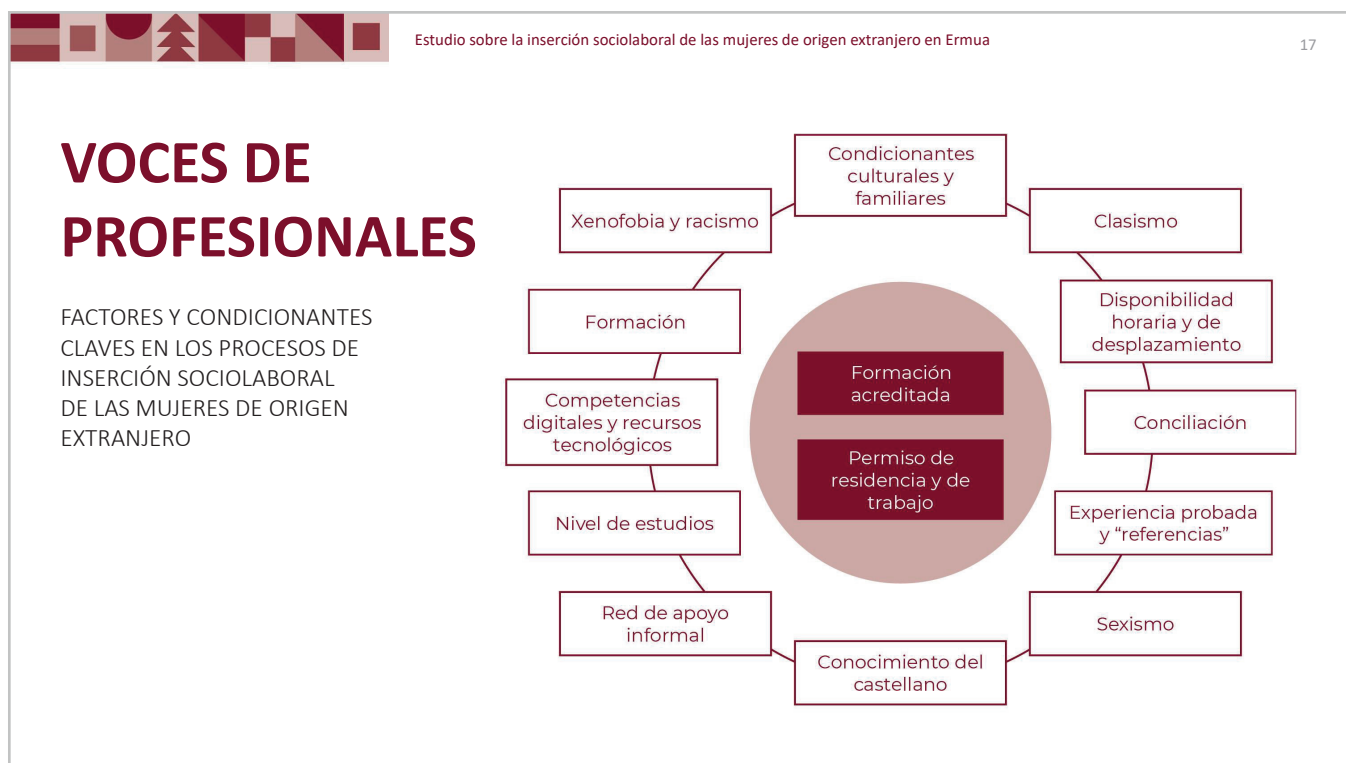 Estudio sobre la inserción sociolaboral de las mujeres de origen extranjero en Ermua
17
VOCES DE
PROFESIONALES
FACTORES Y CONDICIONANTES
CLAVES EN LOS PROCESOS DE
INSERCIÓN SOCIOLABORAL
DE LAS MUJERES DE ORIGEN
EXTRANJERO
Condicionantes
culturales y
familiares
Clasismo
Disponibilidad
horaria y de
desplazamiento
Conciliación
Experiencia probada
y “referencias”
Sexismo
Conocimiento del
castellano
Red de apoyo
informal
Nivel de estudios
Competencias
digitales y recursos
tecnológicos
Formación
Xenofobia y racismo
Formación
acreditada
Permiso de
residencia y de
trabajo